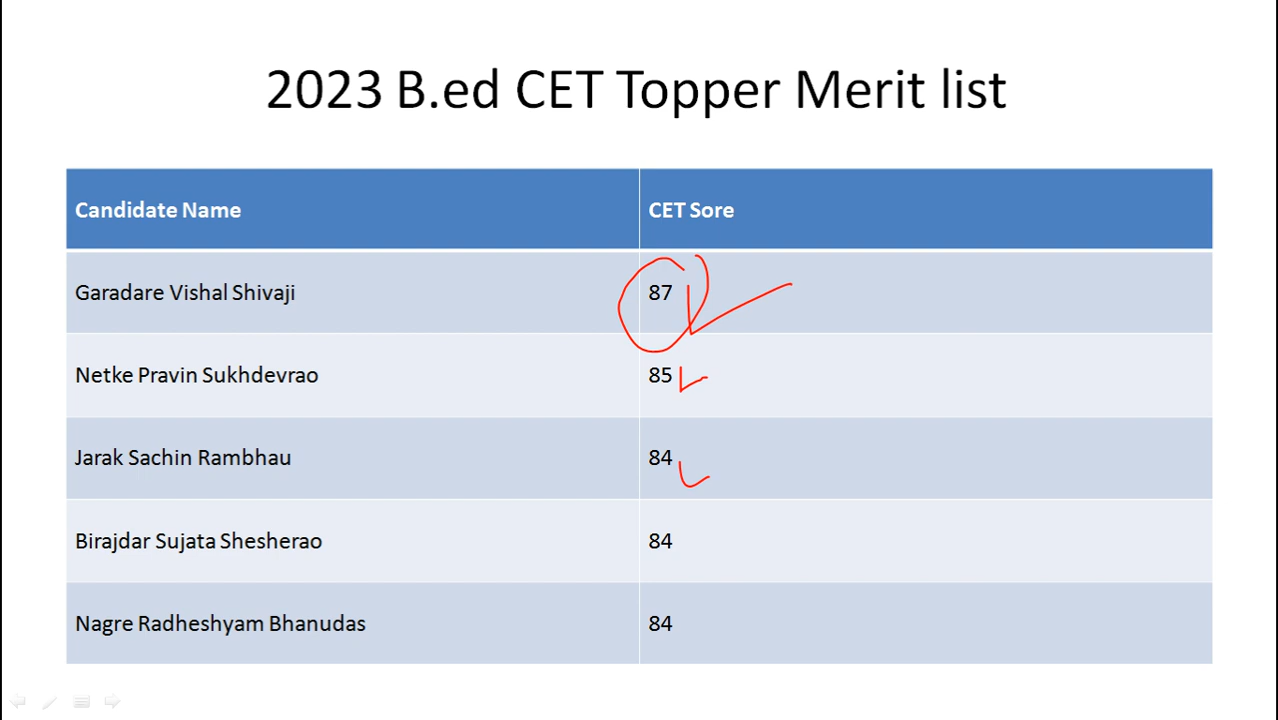 2023 B.ed CET Topper Merit list
Candidate Name CET Sore
Garadare Vishal Shivaji 87
Netke Pravin Sukhdevrao 85
Jarak Sachin Rambhau 84
Birajdar Sujata Shesherao 84
Nagre Radheshyam Bhanudas 84